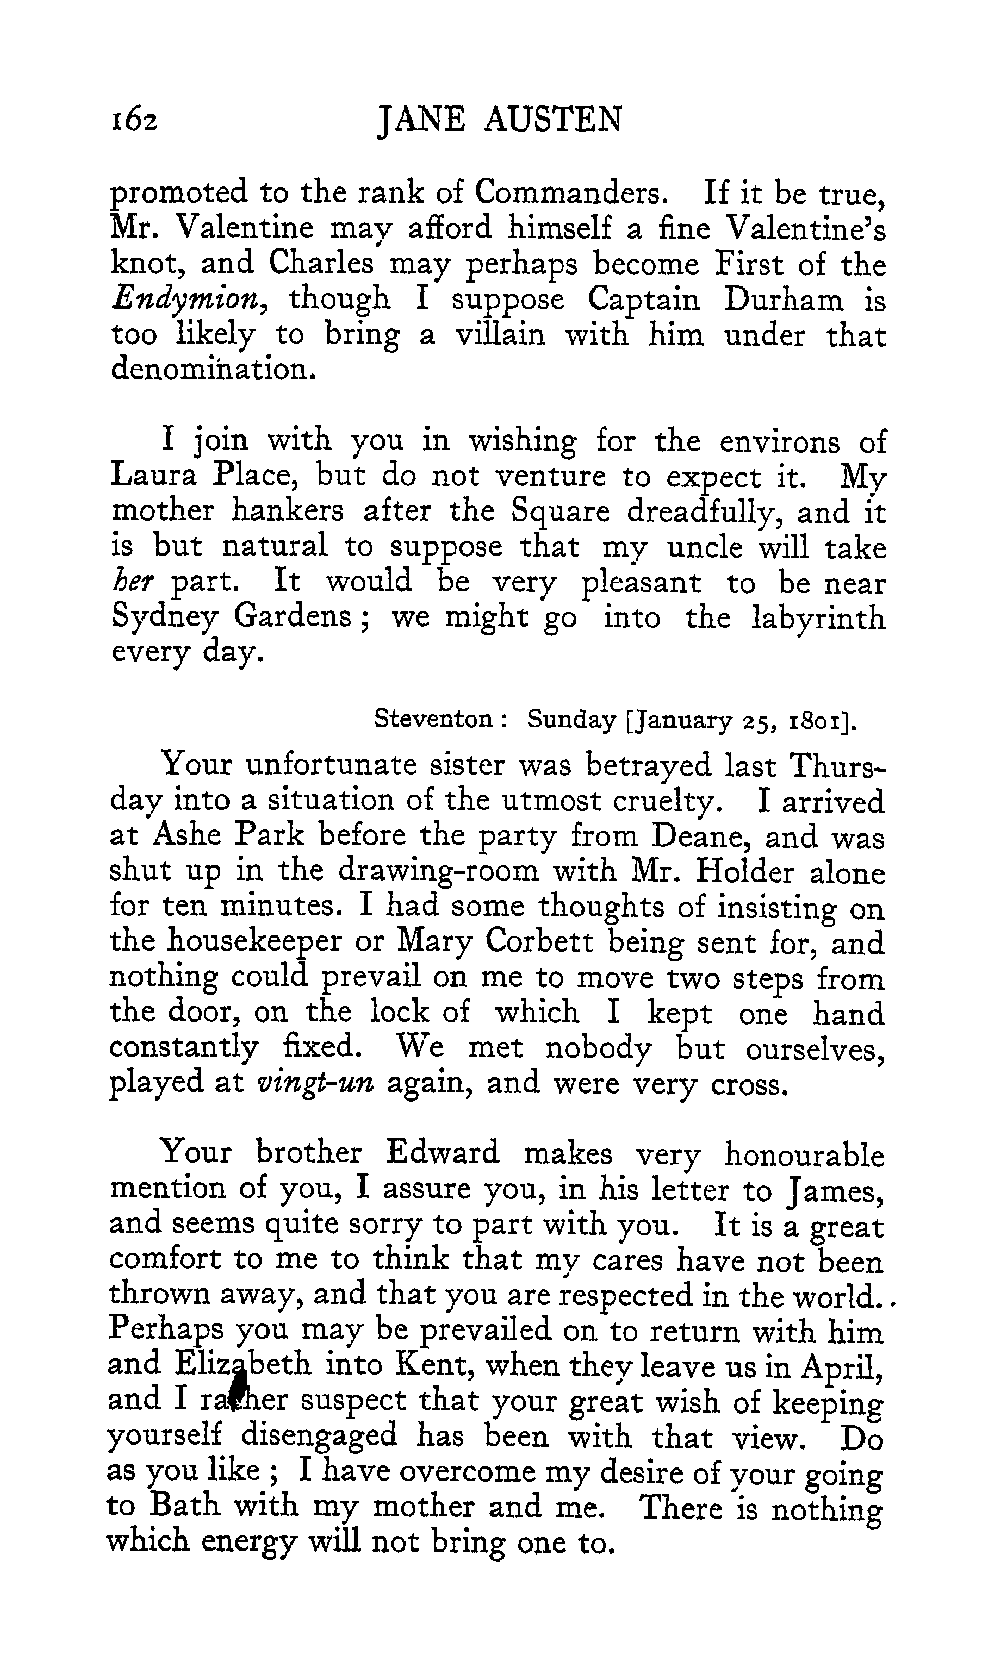 162 JANE AUSTEN
promoted to the rank of Commanders. If it be true,
Mr. Valentine may afford himself a fine Valentine's
knot, and Charles may perhaps become First of the
Endymion, though I suppose Captain Durham is
too likely to bring a villain with him under that
denomination.
I join with you in wishing for the environs of
Laura Place, but do not venture to expect it. My
mother hankers after the Square dreadfully, and it
is but natural to suppose that my uncle will take
her part. It would be very pleasant to be near
Sydney Gardens ; we might go into the labyrinth
every day.
Steventon : Sunday [January 25, 1801].
Your unfortunate sister was betrayed last Thurs-
day into a situation of the utmost cruelty. I arrived
at Ashe Park before the party from Deane, and was
shut up in the drawing-room with Mr. Holder alone
for ten minutes. I had some thoughts of insisting on
the housekeeper or Mary Corbett being sent for, and
nothing could prevail on me to move two steps from
the door, on the lock of which I kept one hand
constantly fixed. We met nobody but ourselves,
played at vingt-un again, and were very cross.
Your brother Edward makes very honourable
mention of you, I assure you, in his letter to James,
and seems quite sorry to part with you. It is a great
comfort to me to think that my cares have not been
thrown away, and that you are respected in the world. .
Perhaps you may be prevailed on to return with him
and Elizabeth into Kent, when they leave us in April,
and I rather suspect that your great wish of keeping
yourself disengaged has been with that view. Do
as you like ; I have overcome my desire of your going
to Bath with my mother and me. There is nothing
which energy will not bring one to.